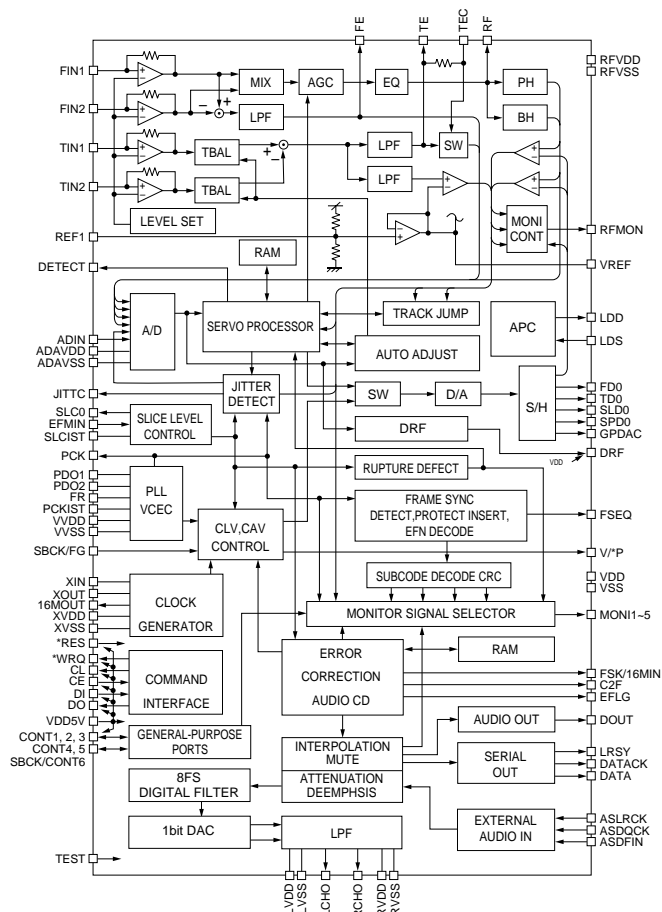 FE
TE
TEC
RF
FIN1
FIN2
TIN1
TIN2
REF1
DETECT
ADIN
ADAVDD
ADAVSS
JITTC
SLC0
EFMIN
SLCIST
PCK
PDO1
PDO2
FR
PCKIST
VVDD
VVSS
SBCK/FG
XIN
XOUT
16MOUT
XVDD
XVSS
*RES
*WRQ
CL
CE
DI
DO
VDD5V
CONT1, 2, 3
CONT4, 5
SBCK/CONT6
TEST
MIX
AGC
EQ
PH
BH
LPF
TBAL
TBAL
LPF
LPF
SW
LEVEL SET
MONI
CONT
RAM
A/D
SERVO PROCESSOR
TRACK JUMP
AUTO ADJUST
APC
JITTER
DETECT
SW
D/A
S/H
SLICE LEVEL
CONTROL
DRF
RUPTURE DEFECT
PLL
VCEC
CLV,CAV
CONTROL
FRAME SYNC
DETECT,PROTECT INSERT,
EFN DECODE
SUBCODE DECODE CRC
CLOCK
GENERATOR
MONITOR SIGNAL SELECTOR
COMMAND
INTERFACE
ERROR
CORRECTION
AUDIO CD
RAM
GENERAL-PURPOSE
PORTS
AUDIO OUT
INTERPOLATION
MUTE
SERIAL
OUT
8FS
DIGITAL FILTER
ATTENUATION
DEEMPHSIS
1bit DAC
LPF
EXTERNAL
AUDIO IN
RFVDD
RFVSS
RFMON
VREF
LDD
LDS
FD0
TD0
SLD0
SPD0
GPDAC
VDD
DRF
FSEQ
V/*P
VDD
VSS
MONI1~5
FSK/16MIN
C2F
EFLG
DOUT
LRSY
DATACK
DATA
ASLRCK
ASDQCK
ASDFIN
LVDD
LVSS
RVDD
RVSS